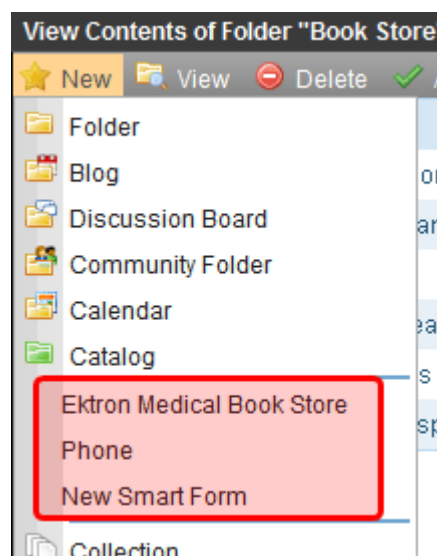 View Contents of Folder "Book Store
New View Delete
Folder
Blog
Discussion Board
Community Folder
Calendar
Catalog
Ektron Medical Book Store
Phone
New Smart Form
Collection